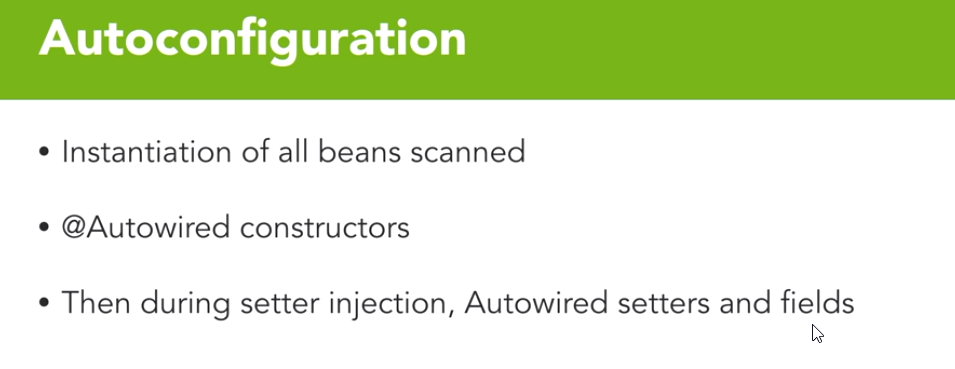 Autoconfiguration
• Instantiation of all beans scanned
• @Autowired constructors
• Then during setter injection, Autowired setters and fields